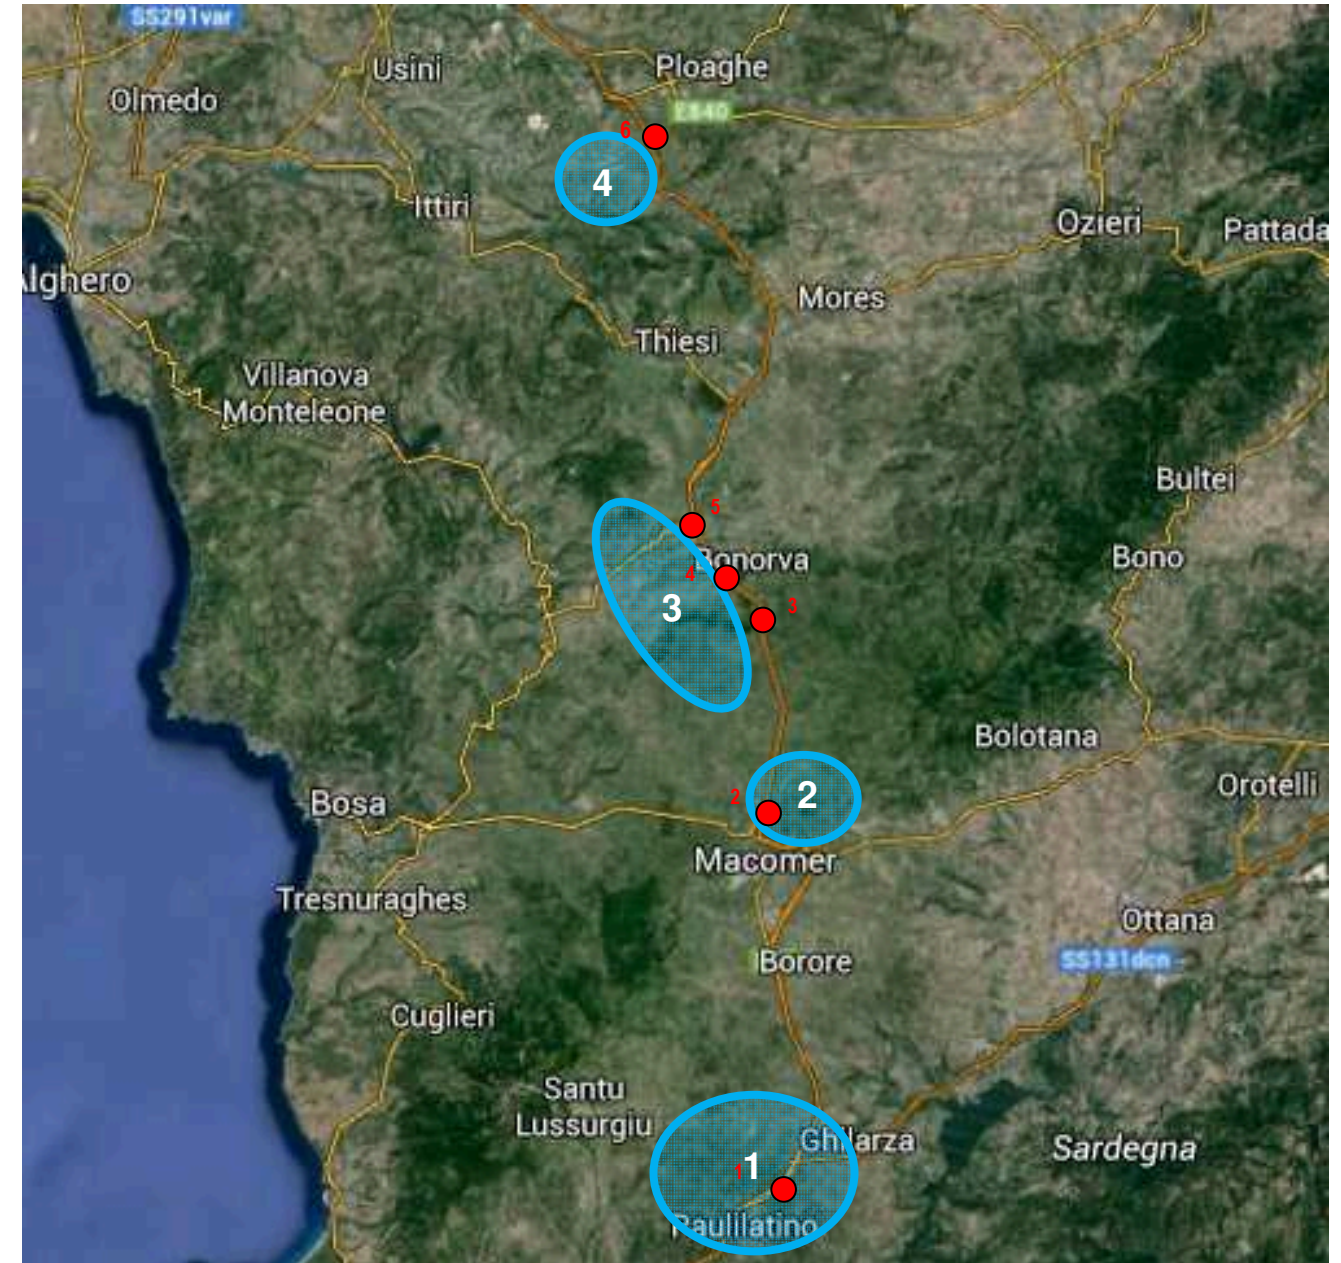 SS291var
Usini
Ploaghe
Olmedo
E840
6
4
Ittiri
Ozieri
Pattada
Alghero
Mores
Thiesi
Villanova
Monteleone
Bultei
5
Bonorva
Bono
4
3
3
Bolotana
Orotelli
2
2
Bosa
Macomer
Tresnuraghes
Ottana
Borore
SS131dcn
Cuglieri
Santu
Lussurgiu
Ghilarza
Sardegna
1
1
Paulilatino